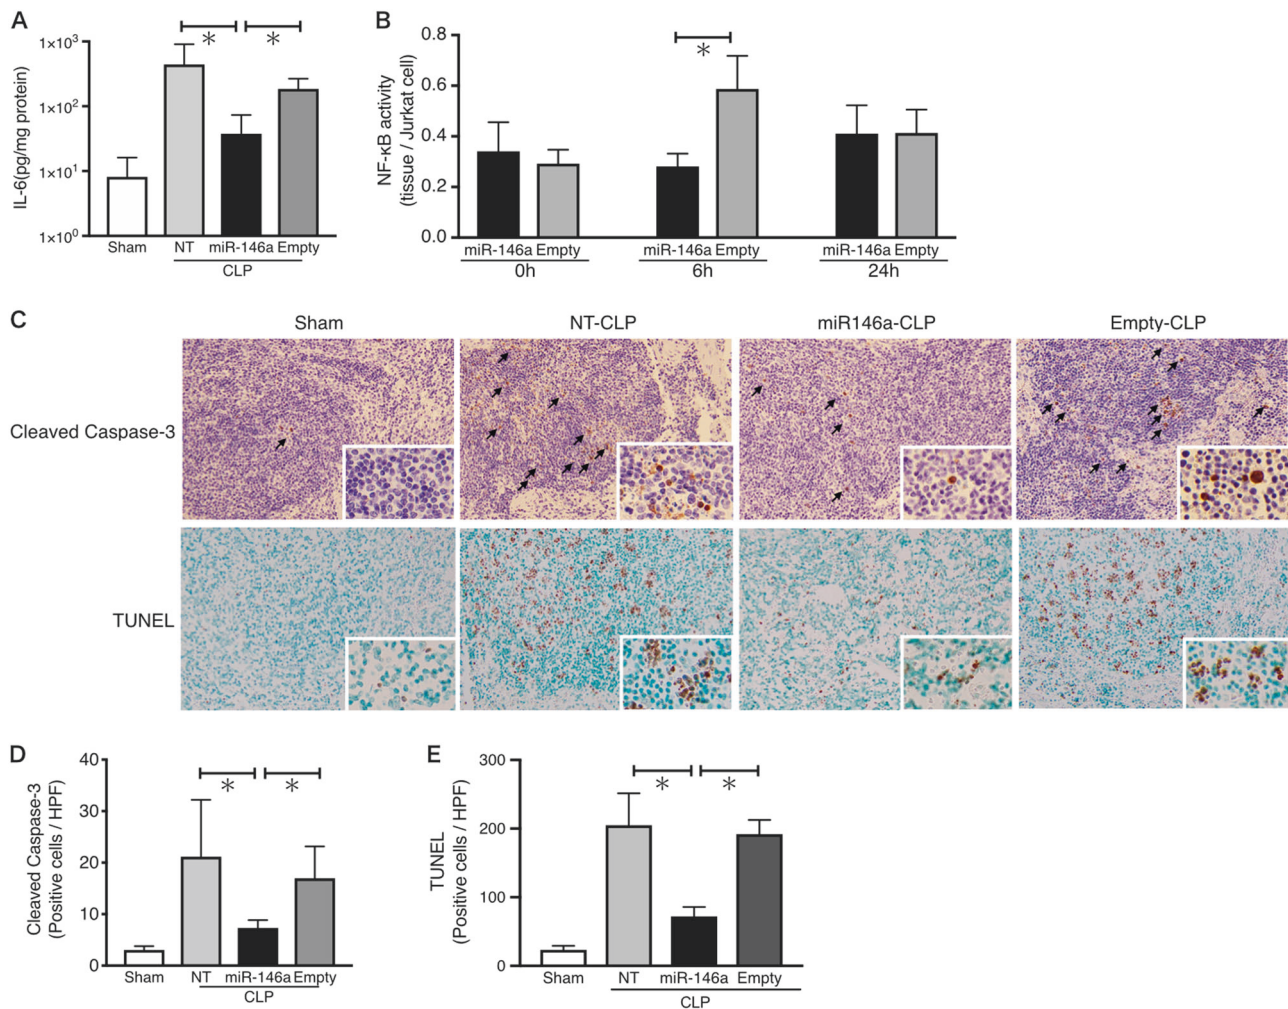 A
IL-6(pg/mg protein)
1×10³
1×10²
1×10¹
1×10⁰
* *
Sham NT miR-146a Empty
CLP
B
NF-κB activity
(tissue / Jurkat cell)
0.8
0.6
0.4
0.2
0.0
*
miR-146a Empty miR-146a Empty miR-146a Empty
0h 6h 24h
C
Sham NT-CLP miR146a-CLP Empty-CLP
Cleaved Caspase-3
TUNEL
D
Cleaved Caspase-3
(Positive cells / HPF)
40
30
20
10
0
* *
Sham NT miR-146a Empty
CLP
E
TUNEL
(Positive cells / HPF)
300
200
100
0
* *
Sham NT miR-146a Empty
CLP